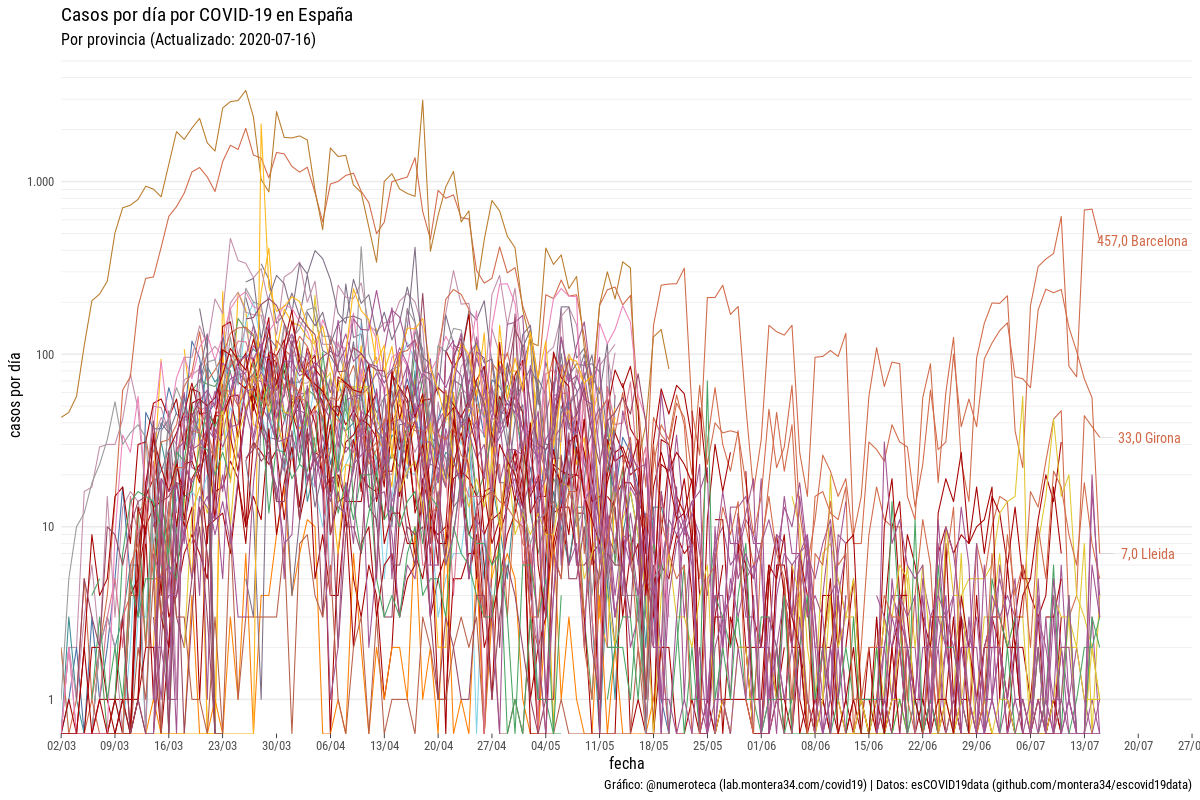 Casos por día por COVID-19 en España
Por provincia (Actualizado: 2020-07-16)
casos por día
1.000
100
10
1
457,0 Barcelona
33,0 Girona
7,0 Lleida
02/03 09/03 16/03 23/03 30/03 06/04 13/04 20/04 27/04 04/05 11/05 18/05 25/05 01/06 08/06 15/06 22/06 29/06 06/07 13/07 20/07 27/0
fecha
Gráfico: @numeroteca (lab.montera34.com/covid19) | Datos: esCOVID19data (github.com/montera34/escovid19data)